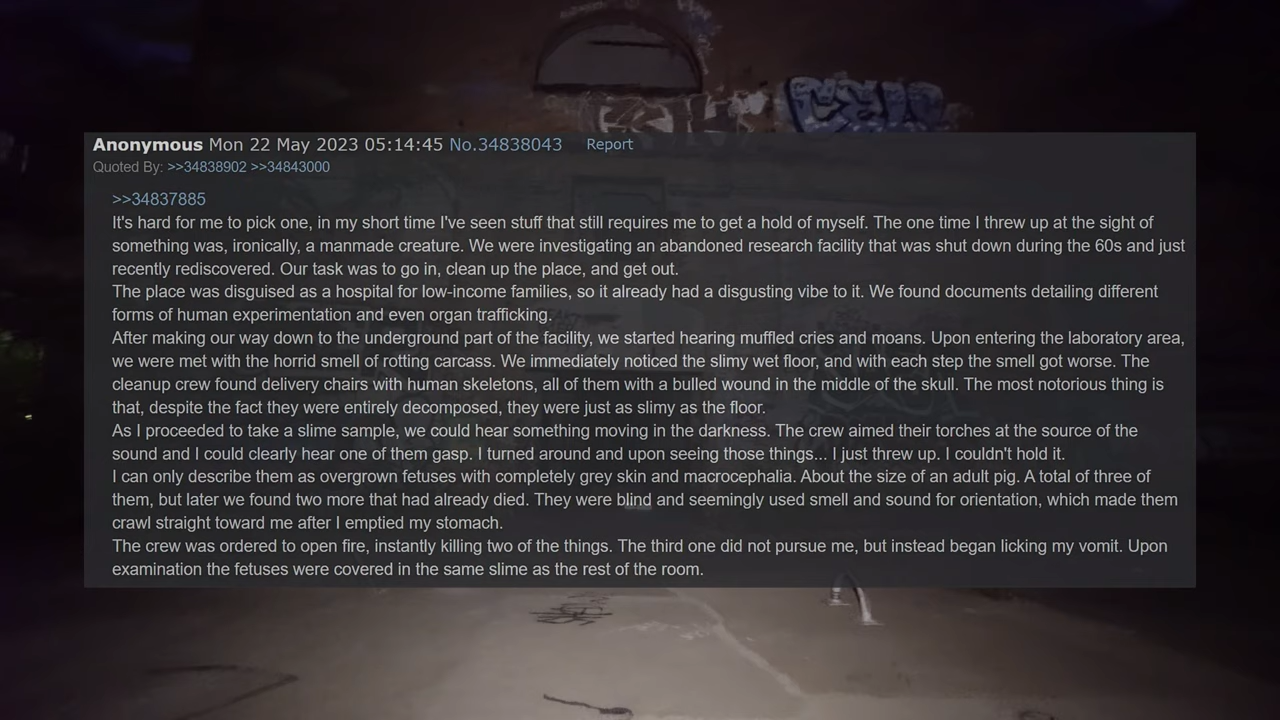 Anonymous Mon 22 May 2023 05:14:45 No.34838043 Report
Quoted By: >>34838902 >>34843000
>>34837885
It's hard for me to pick one, in my short time I've seen stuff that still requires me to get a hold of myself. The one time I threw up at the sight of
something was, ironically, a manmade creature. We were investigating an abandoned research facility that was shut down during the 60s and just
recently rediscovered. Our task was to go in, clean up the place, and get out.
The place was disguised as a hospital for low-income families, so it already had a disgusting vibe to it. We found documents detailing different
forms of human experimentation and even organ trafficking.
After making our way down to the underground part of the facility, we started hearing muffled cries and moans. Upon entering the laboratory area,
we were met with the horrid smell of rotting carcass. We immediately noticed the slimy wet floor, and with each step the smell got worse. The
cleanup crew found delivery chairs with human skeletons, all of them with a bulled wound in the middle of the skull. The most notorious thing is
that, despite the fact they were entirely decomposed, they were just as slimy as the floor.
As I proceeded to take a slime sample, we could hear something moving in the darkness. The crew aimed their torches at the source of the
sound and I could clearly hear one of them gasp. I turned around and upon seeing those things... I just threw up. I couldn't hold it.
I can only describe them as overgrown fetuses with completely grey skin and macrocephalia. About the size of an adult pig. A total of three of
them, but later we found two more that had already died. They were blind and seemingly used smell and sound for orientation, which made them
crawl straight toward me after I emptied my stomach.
The crew was ordered to open fire, instantly killing two of the things. The third one did not pursue me, but instead began licking my vomit. Upon
examination the fetuses were covered in the same slime as the rest of the room.